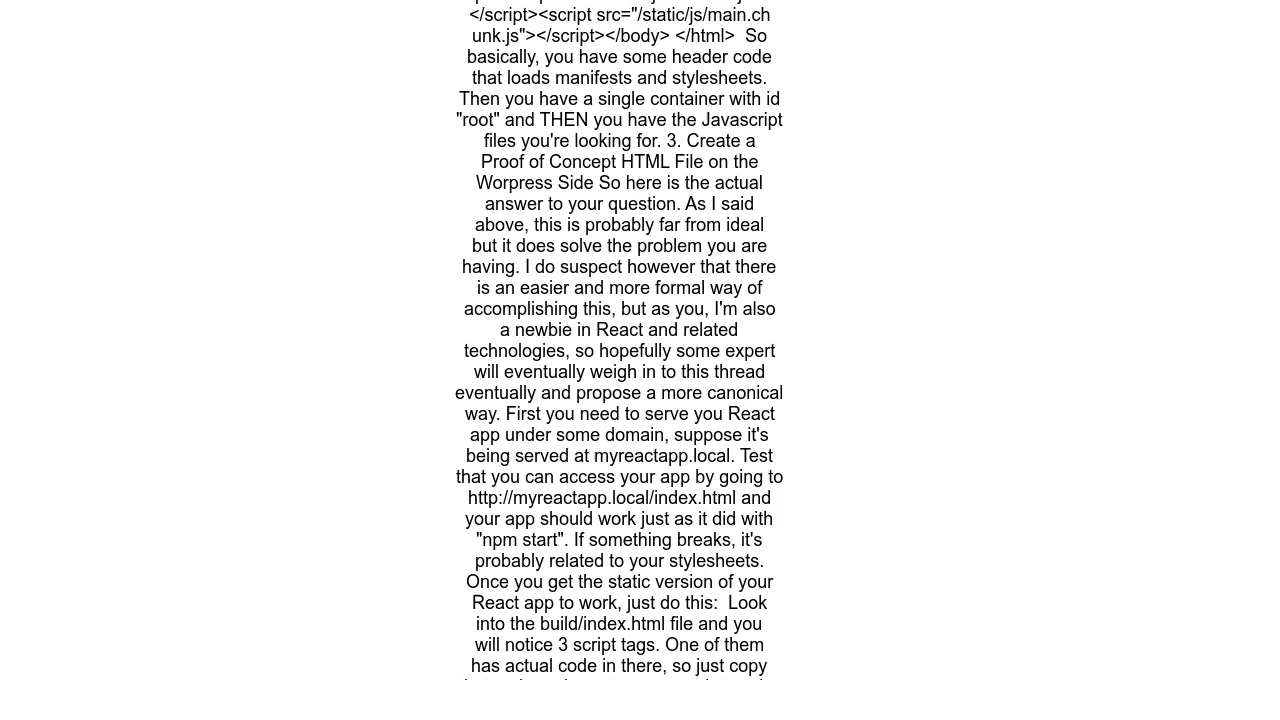 </script><script src="/static/js/main.ch
unk.js"></script></body> </html>  So
basically, you have some header code
that loads manifests and stylesheets.
Then you have a single container with id
"root" and THEN you have the Javascript
files you're looking for. 3. Create a
Proof of Concept HTML File on the
Worpress Side So here is the actual
answer to your question. As I said
above, this is probably far from ideal
but it does solve the problem you are
having. I do suspect however that there
is an easier and more formal way of
accomplishing this, but as you, I'm also
a newbie in React and related
technologies, so hopefully some expert
will eventually weigh in to this thread
eventually and propose a more canonical
way. First you need to serve you React
app under some domain, suppose it's
being served at myreactapp.local. Test
that you can access your app by going to
http://myreactapp.local/index.html and
your app should work just as it did with
"npm start". If something breaks, it's
probably related to your stylesheets.
Once you get the static version of your
React app to work, just do this:  Look
into the build/index.html file and you
will notice 3 script tags. One of them
has actual code in there, so just copy